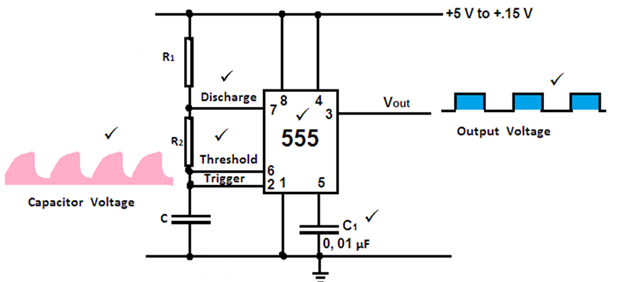 +5 V to +.15 V
R1
Discharge
8
4
7
3
Vout
555
Output Voltage
R2
Threshold
6
Trigger
2
1
5
Capacitor Voltage
C
C1
0, 01 µF